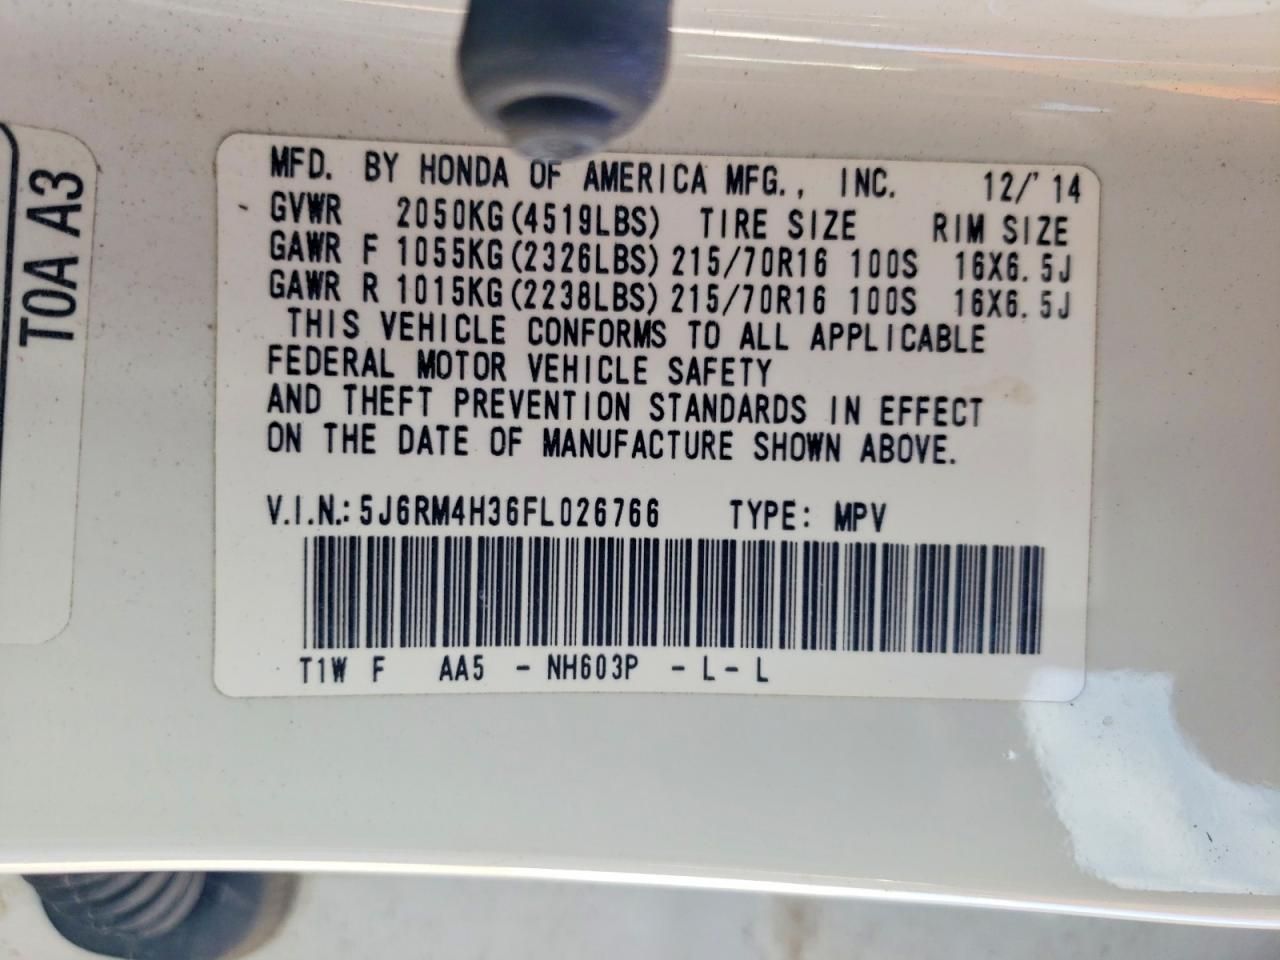 T0A A3
MFD. BY HONDA OF AMERICA MFG., INC. 12/'14
GVWR 2050KG(4519LBS) TIRE SIZE RIM SIZE
GAWR F 1055KG(2326LBS) 215/70R16 100S 16X6.5J
GAWR R 1015KG(2238LBS) 215/70R16 100S 16X6.5J
THIS VEHICLE CONFORMS TO ALL APPLICABLE
FEDERAL MOTOR VEHICLE SAFETY
AND THEFT PREVENTION STANDARDS IN EFFECT
ON THE DATE OF MANUFACTURE SHOWN ABOVE.
V.I.N.: 5J6RM4H36FL026766 TYPE: MPV
T1W F AA5 - NH603P - L - L